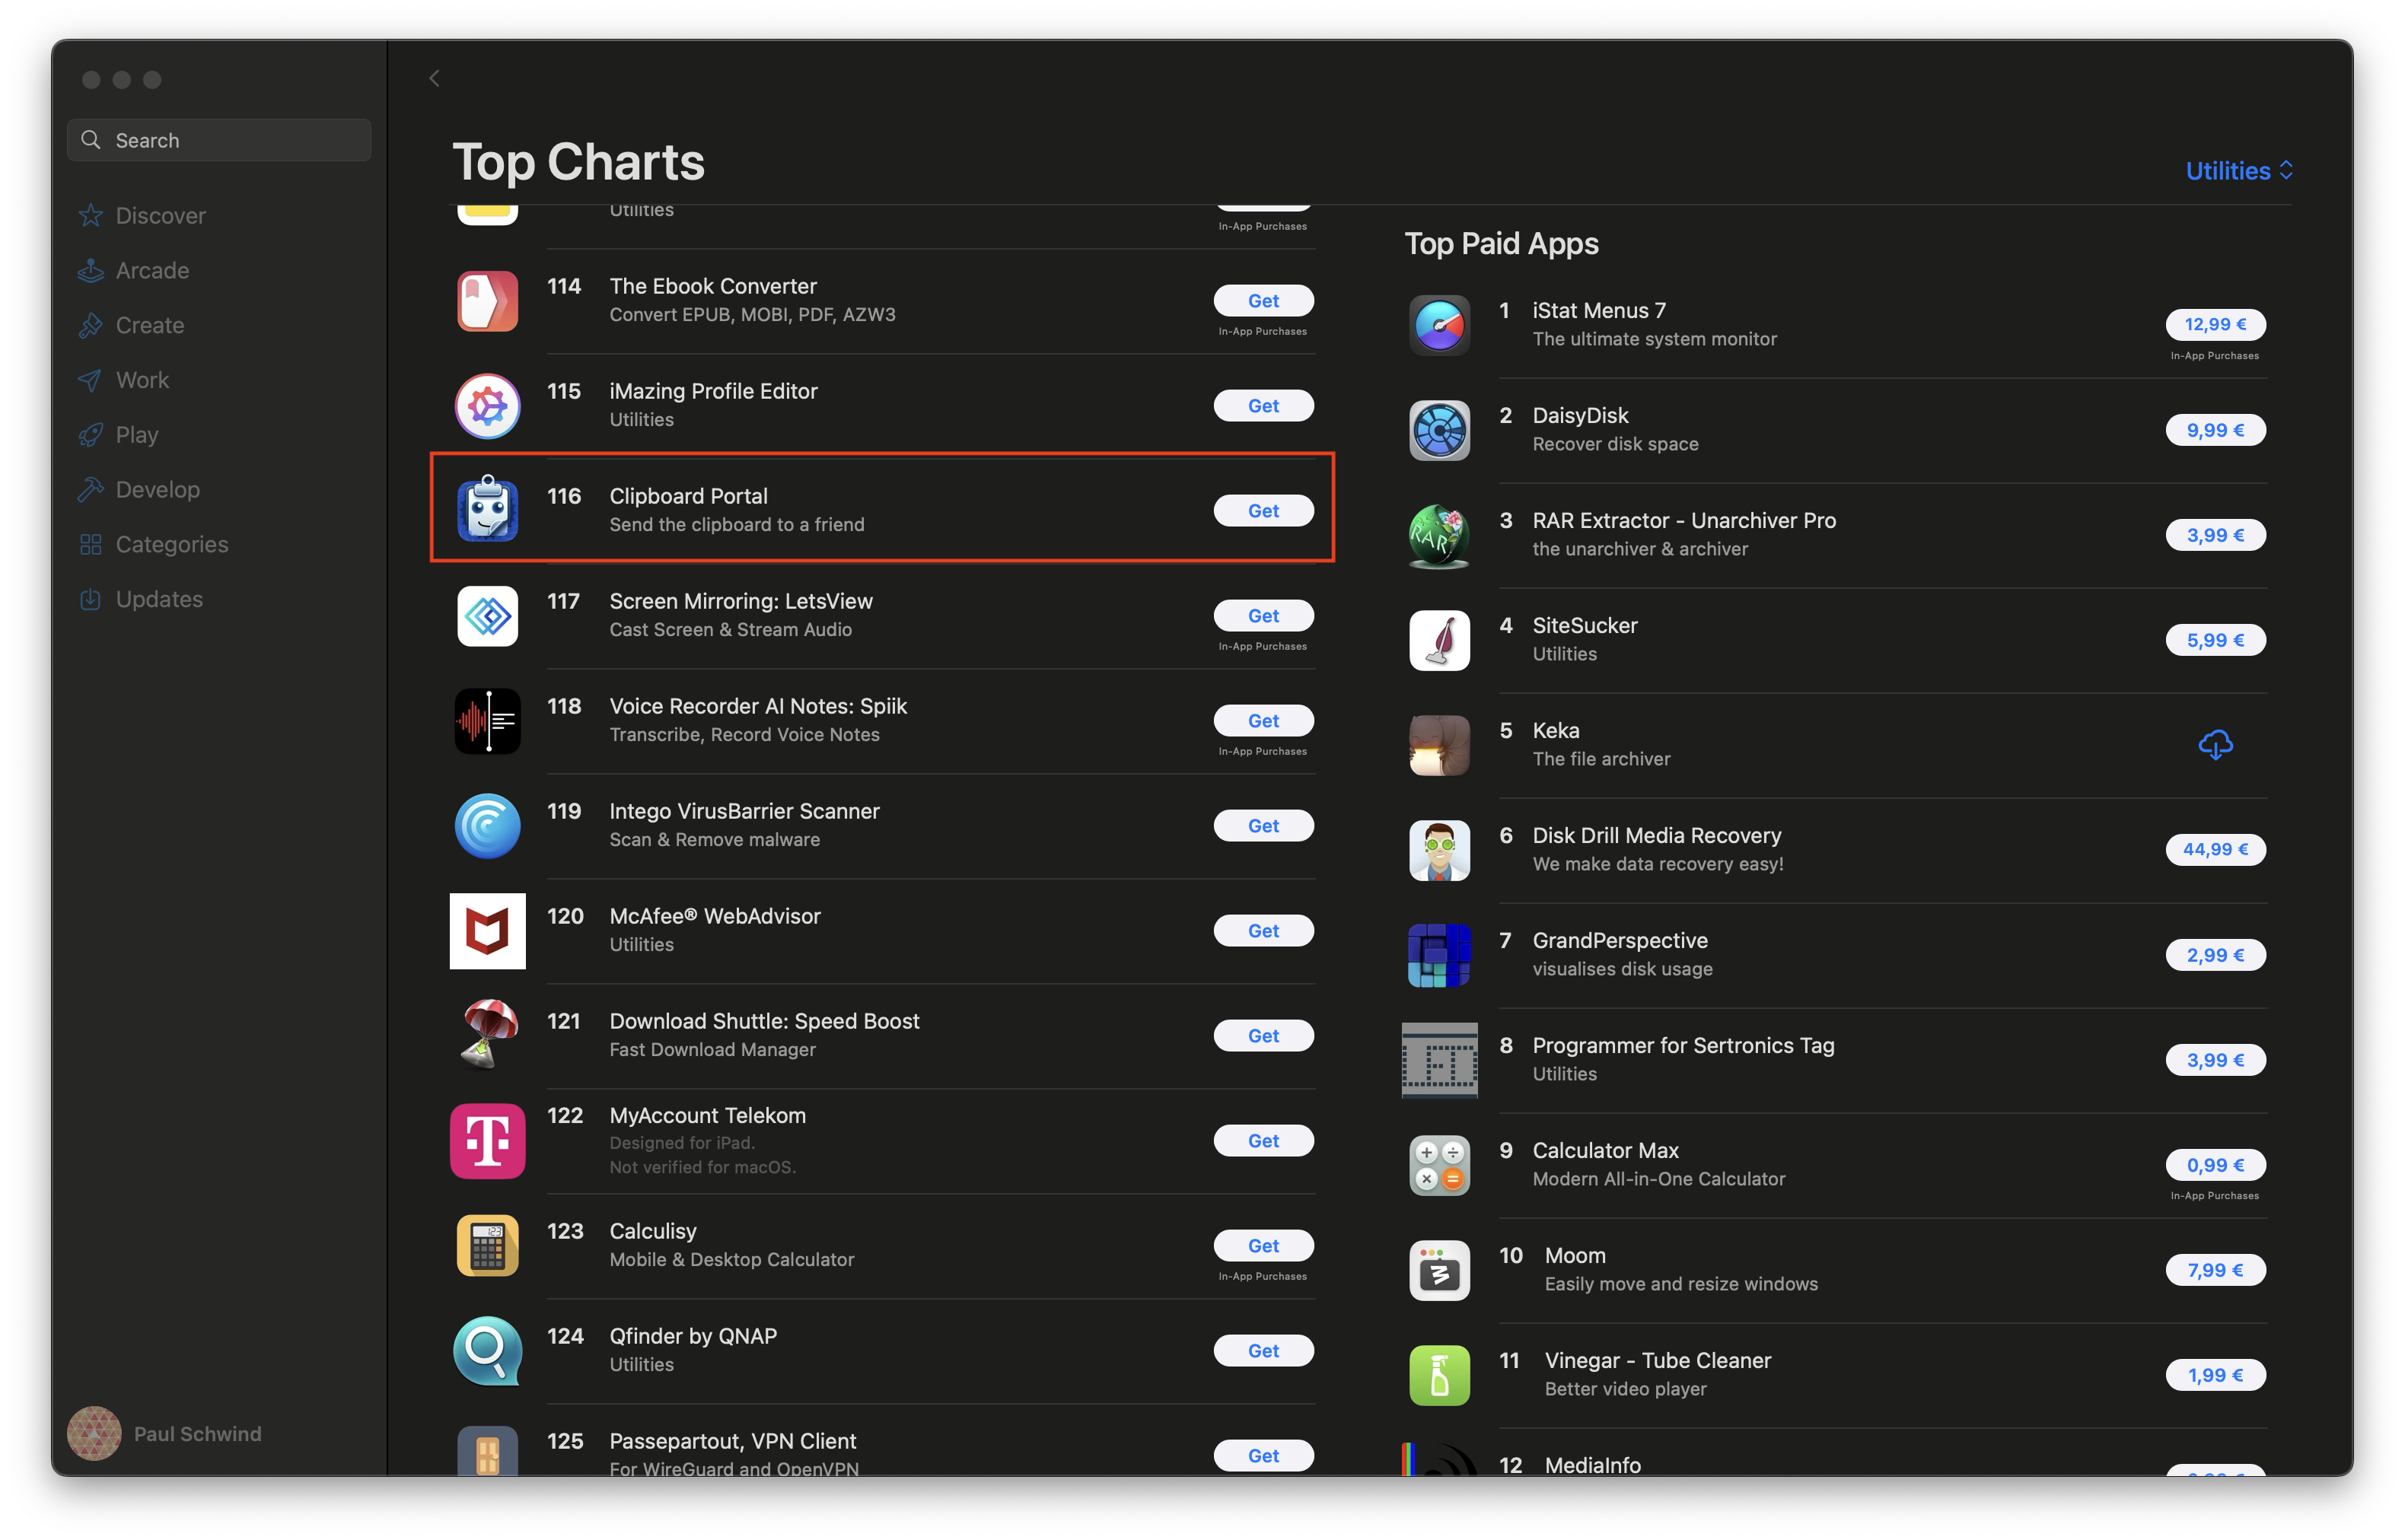 Search
Discover
Arcade
Create
Work
Play
Develop
Categories
Updates
Paul Schwind
Top Charts
Utilities
Utilities
In-App Purchases
114
The Ebook Converter
Convert EPUB, MOBI, PDF, AZW3
Get
In-App Purchases
115
iMazing Profile Editor
Utilities
Get
116
Clipboard Portal
Send the clipboard to a friend
Get
117
Screen Mirroring: LetsView
Cast Screen & Stream Audio
Get
In-App Purchases
118
Voice Recorder AI Notes: Spiik
Transcribe, Record Voice Notes
Get
In-App Purchases
119
Intego VirusBarrier Scanner
Scan & Remove malware
Get
120
McAfee® WebAdvisor
Utilities
Get
121
Download Shuttle: Speed Boost
Fast Download Manager
Get
122
MyAccount Telekom
Designed for iPad.
Not verified for macOS.
Get
123
Calculisy
Mobile & Desktop Calculator
Get
In-App Purchases
124
Qfinder by QNAP
Utilities
Get
125
Passepartout, VPN Client
For WireGuard and OpenVPN
Get
Top Paid Apps
1
iStat Menus 7
The ultimate system monitor
12,99 €
In-App Purchases
2
DaisyDisk
Recover disk space
9,99 €
RAR
3
RAR Extractor - Unarchiver Pro
the unarchiver & archiver
3,99 €
4
SiteSucker
Utilities
5,99 €
5
Keka
The file archiver
6
Disk Drill Media Recovery
We make data recovery easy!
44,99 €
7
GrandPerspective
visualises disk usage
2,99 €
8
Programmer for Sertronics Tag
Utilities
3,99 €
9
Calculator Max
Modern All-in-One Calculator
0,99 €
In-App Purchases
10
Moom
Easily move and resize windows
7,99 €
11
Vinegar - Tube Cleaner
Better video player
1,99 €
12
MediaInfo